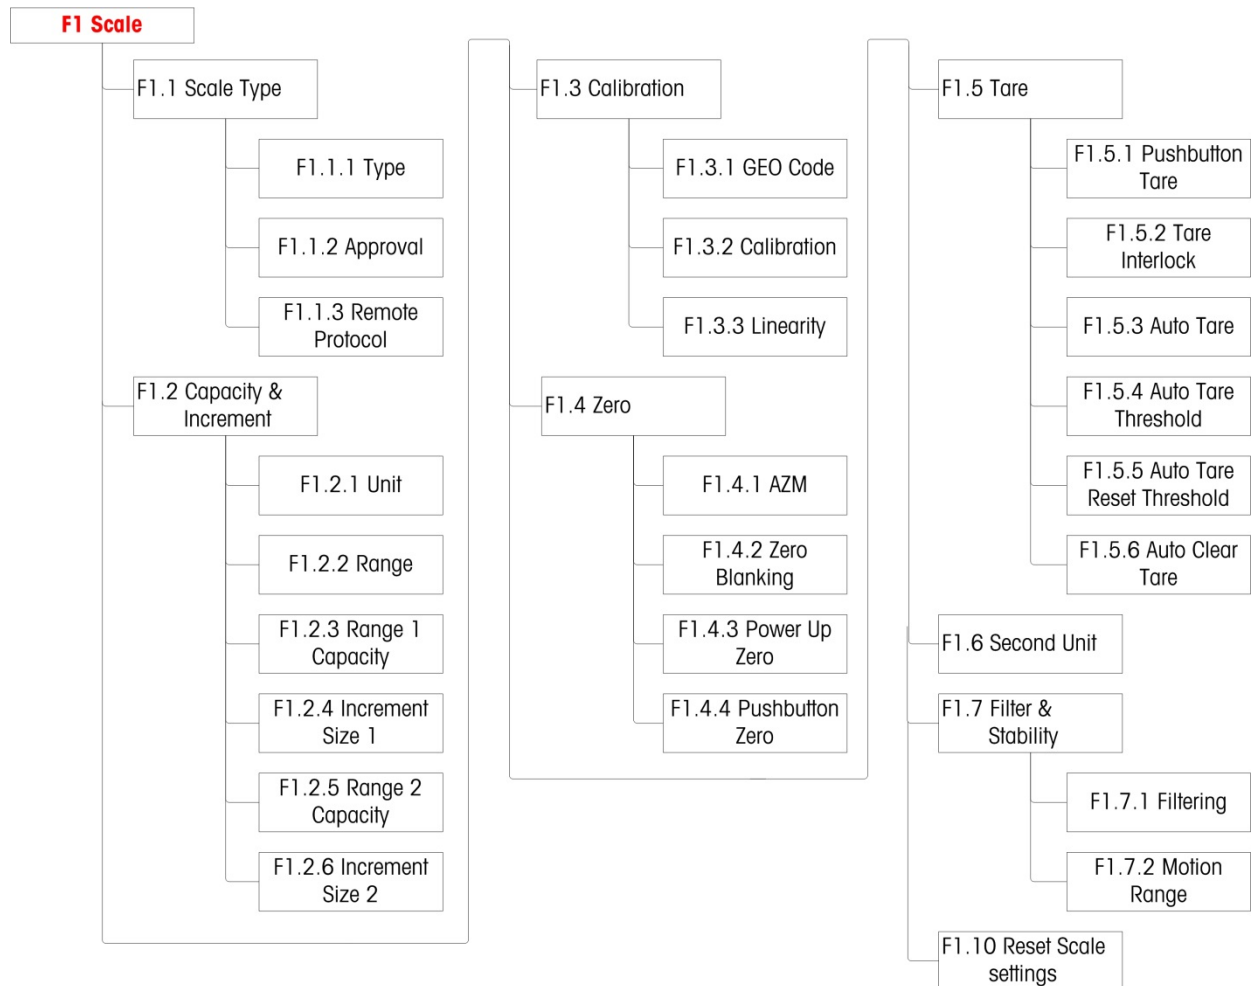 F1 Scale
F1.1 Scale Type
F1.1.1 Type
F1.1.2 Approval
F1.1.3 Remote
Protocol
F1.2 Capacity &
Increment
F1.2.1 Unit
F1.2.2 Range
F1.2.3 Range 1
Capacity
F1.2.4 Increment
Size 1
F1.2.5 Range 2
Capacity
F1.2.6 Increment
Size 2
F1.3 Calibration
F1.3.1 GEO Code
F1.3.2 Calibration
F1.3.3 Linearity
F1.4 Zero
F1.4.1 AZM
F1.4.2 Zero
Blanking
F1.4.3 Power Up
Zero
F1.4.4 Pushbutton
Zero
F1.5 Tare
F1.5.1 Pushbutton
Tare
F1.5.2 Tare
Interlock
F1.5.3 Auto Tare
F1.5.4 Auto Tare
Threshold
F1.5.5 Auto Tare
Reset Threshold
F1.5.6 Auto Clear
Tare
F1.6 Second Unit
F1.7 Filter &
Stability
F1.7.1 Filtering
F1.7.2 Motion
Range
F1.10 Reset Scale
settings